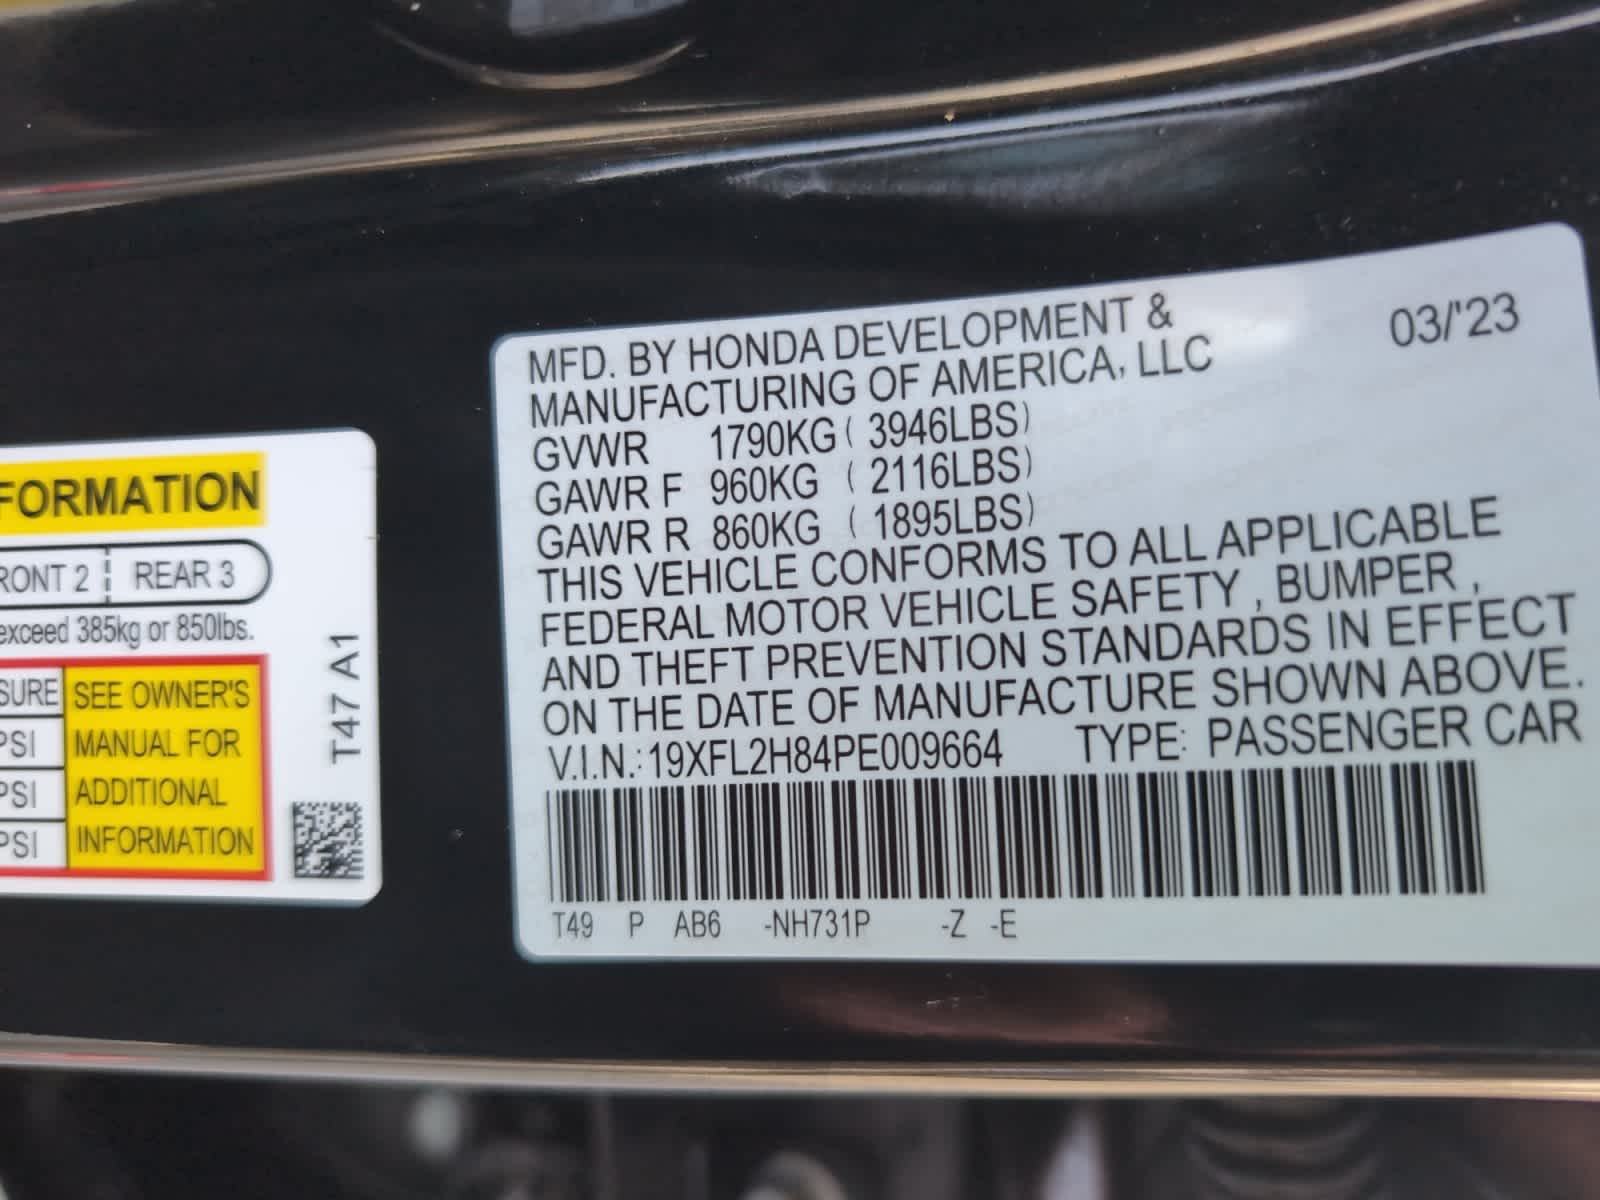 FORMATION
RONT 2 REAR 3
exceed 385kg or 850lbs.
SURE
PSI
PSI
PSI
SEE OWNER'S
MANUAL FOR
ADDITIONAL
INFORMATION
T47 A1
MFD. BY HONDA DEVELOPMENT & 03/'23
MANUFACTURING OF AMERICA, LLC
GVWR 1790KG ( 3946LBS)
GAWR F 960KG ( 2116LBS)
GAWR R 860KG ( 1895LBS)
THIS VEHICLE CONFORMS TO ALL APPLICABLE
FEDERAL MOTOR VEHICLE SAFETY , BUMPER ,
AND THEFT PREVENTION STANDARDS IN EFFECT
ON THE DATE OF MANUFACTURE SHOWN ABOVE.
V.I.N.: 19XFL2H84PE009664 TYPE: PASSENGER CAR
T49 P AB6 -NH731P -Z -E